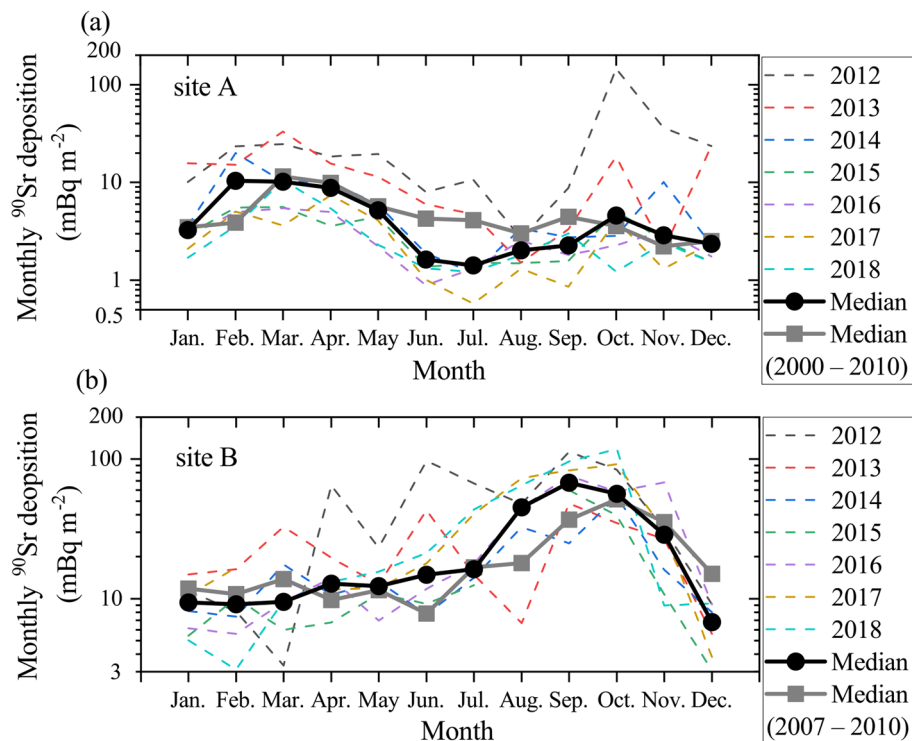 (a)
200
100
10
1
0.5
Monthly ⁹⁰Sr deposition
(mBq m⁻²)
site A
Jan. Feb. Mar. Apr. May Jun. Jul. Aug. Sep. Oct. Nov. Dec.
Month
2012
2013
2014
2015
2016
2017
2018
Median
Median
(2000 – 2010)
(b)
200
100
10
3
Monthly ⁹⁰Sr deopsition
(mBq m⁻²)
site B
Jan. Feb. Mar. Apr. May Jun. Jul. Aug. Sep. Oct. Nov. Dec.
Month
2012
2013
2014
2015
2016
2017
2018
Median
Median
(2007 – 2010)